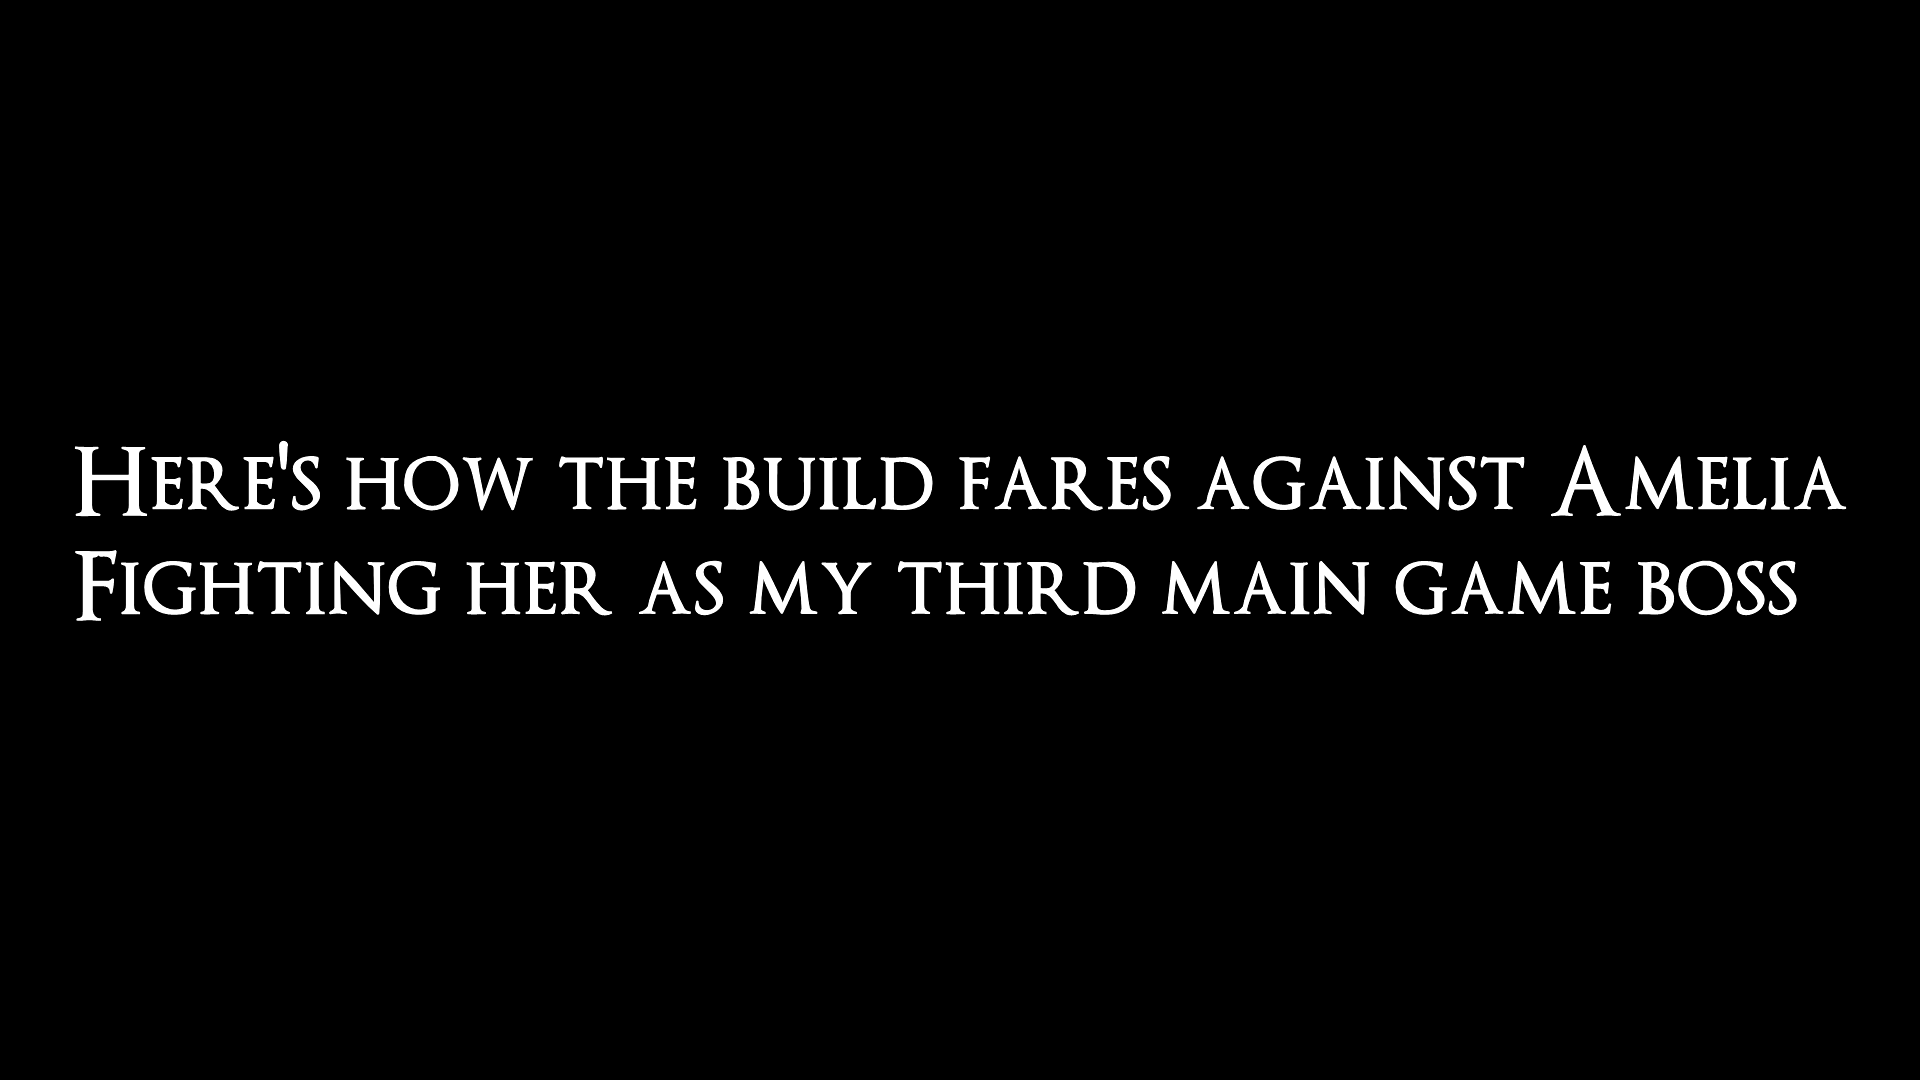 Here's how the build fares against Amelia
Fighting her as my third main game boss